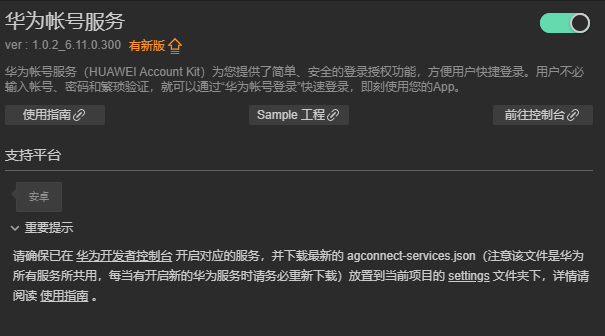 华为帐号服务
ver : 1.0.2_6.11.0.300 有新版
华为帐号服务（HUAWEI Account Kit）为您提供了简单、安全的登录授权功能，方便用户快捷登录。用户不必
输入帐号、密码和繁琐验证，就可以通过“华为帐号登录”快速登录，即刻使用您的App。
使用指南 Sample 工程 前往控制台
支持平台
安卓
重要提示
请确保已在 华为开发者控制台 开启对应的服务，并下载最新的 agconnect-services.json（注意该文件是华为
所有服务所共用，每当有开启新的华为服务时请务必重新下载）放置到当前项目的 settings 文件夹下，详情请
阅读 使用指南 。